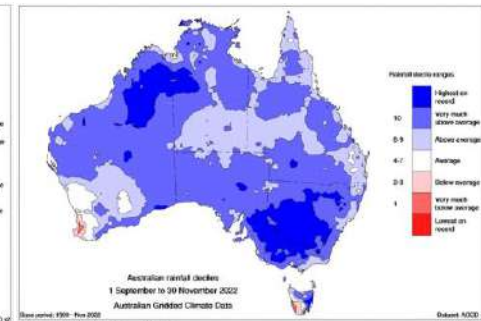 Rainfall decile ranges
Highest on
record
10
Very much
above average
8-9
Above average
4-7
Average
2-3
Below average
1
Very much
below average
Lowest on
record
Australian rainfall deciles
1 September to 30 November 2022
Australian Gridded Climate Data
Base period: 1900 - Nov 2022
Dataset: AGCD